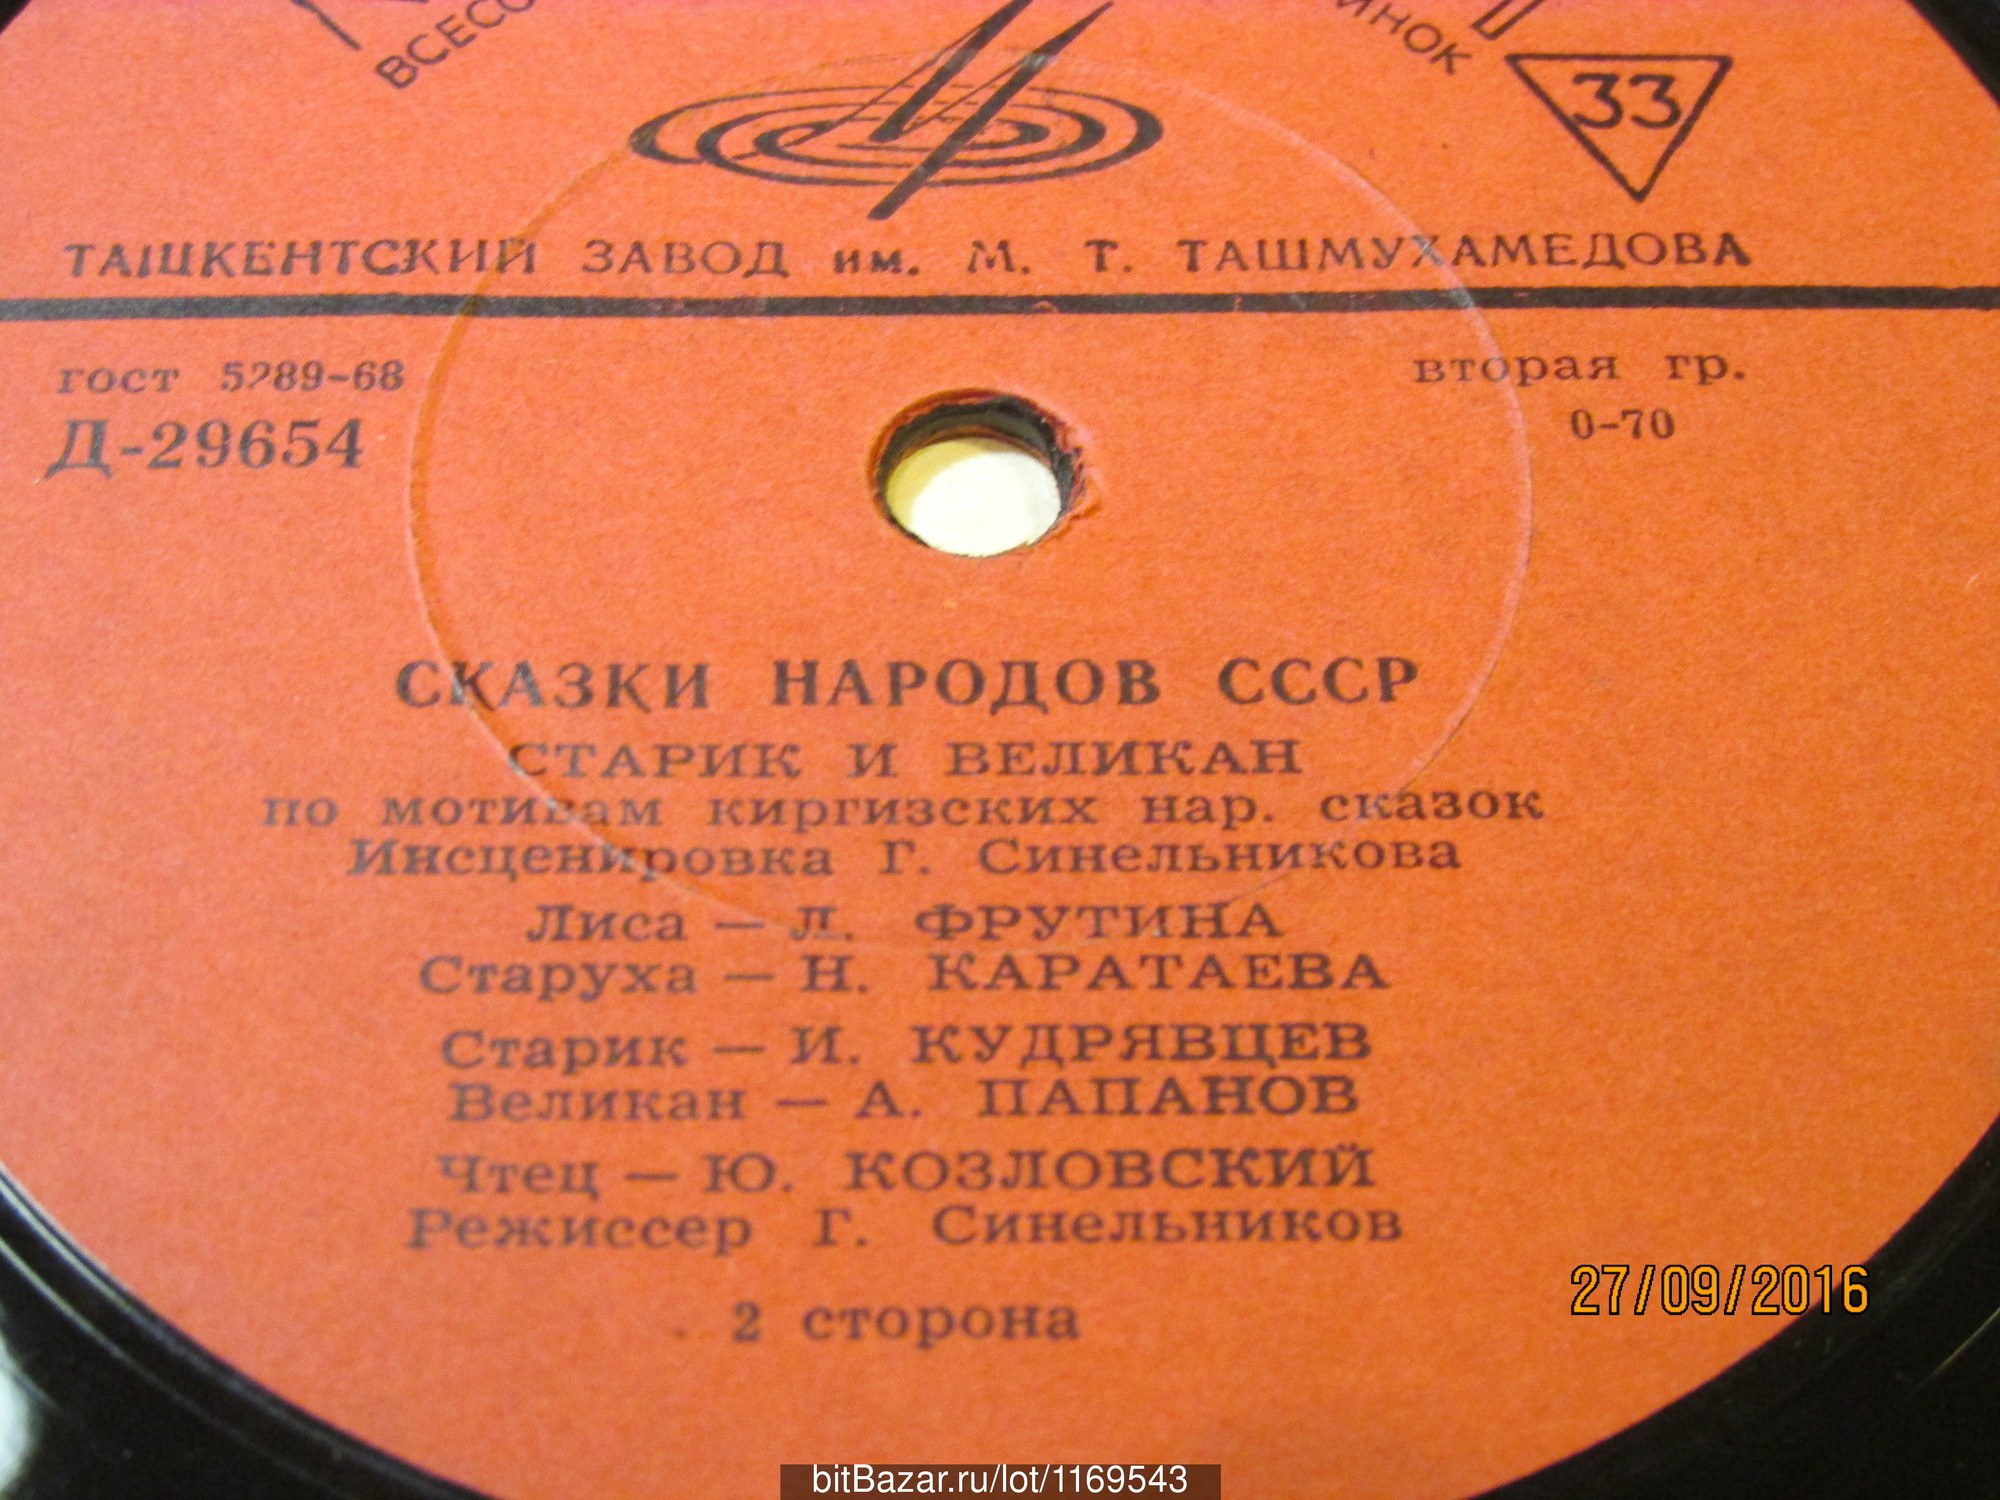 33
ТАШКЕНТСКИЙ ЗАВОД им. М. Т. ТАШМУХАМЕДОВА
гост 5289-68
вторая гр.
Д-29654
0-70
СКАЗКИ НАРОДОВ СССР
СТАРИК И ВЕЛИКАН
по мотивам киргизских нар. сказок
Инсценировка Г. Синельникова
Лиса — Л. ФРУТИНА
Старуха — Н. КАРАТАЕВА
Старик — И. КУДРЯВЦЕВ
Великан — А. ПАПАНОВ
Чтец — Ю. КОЗЛОВСКИЙ
Режиссер Г. Синельников
2 сторона
27/09/2016
bitBazar.ru/lot/1169543